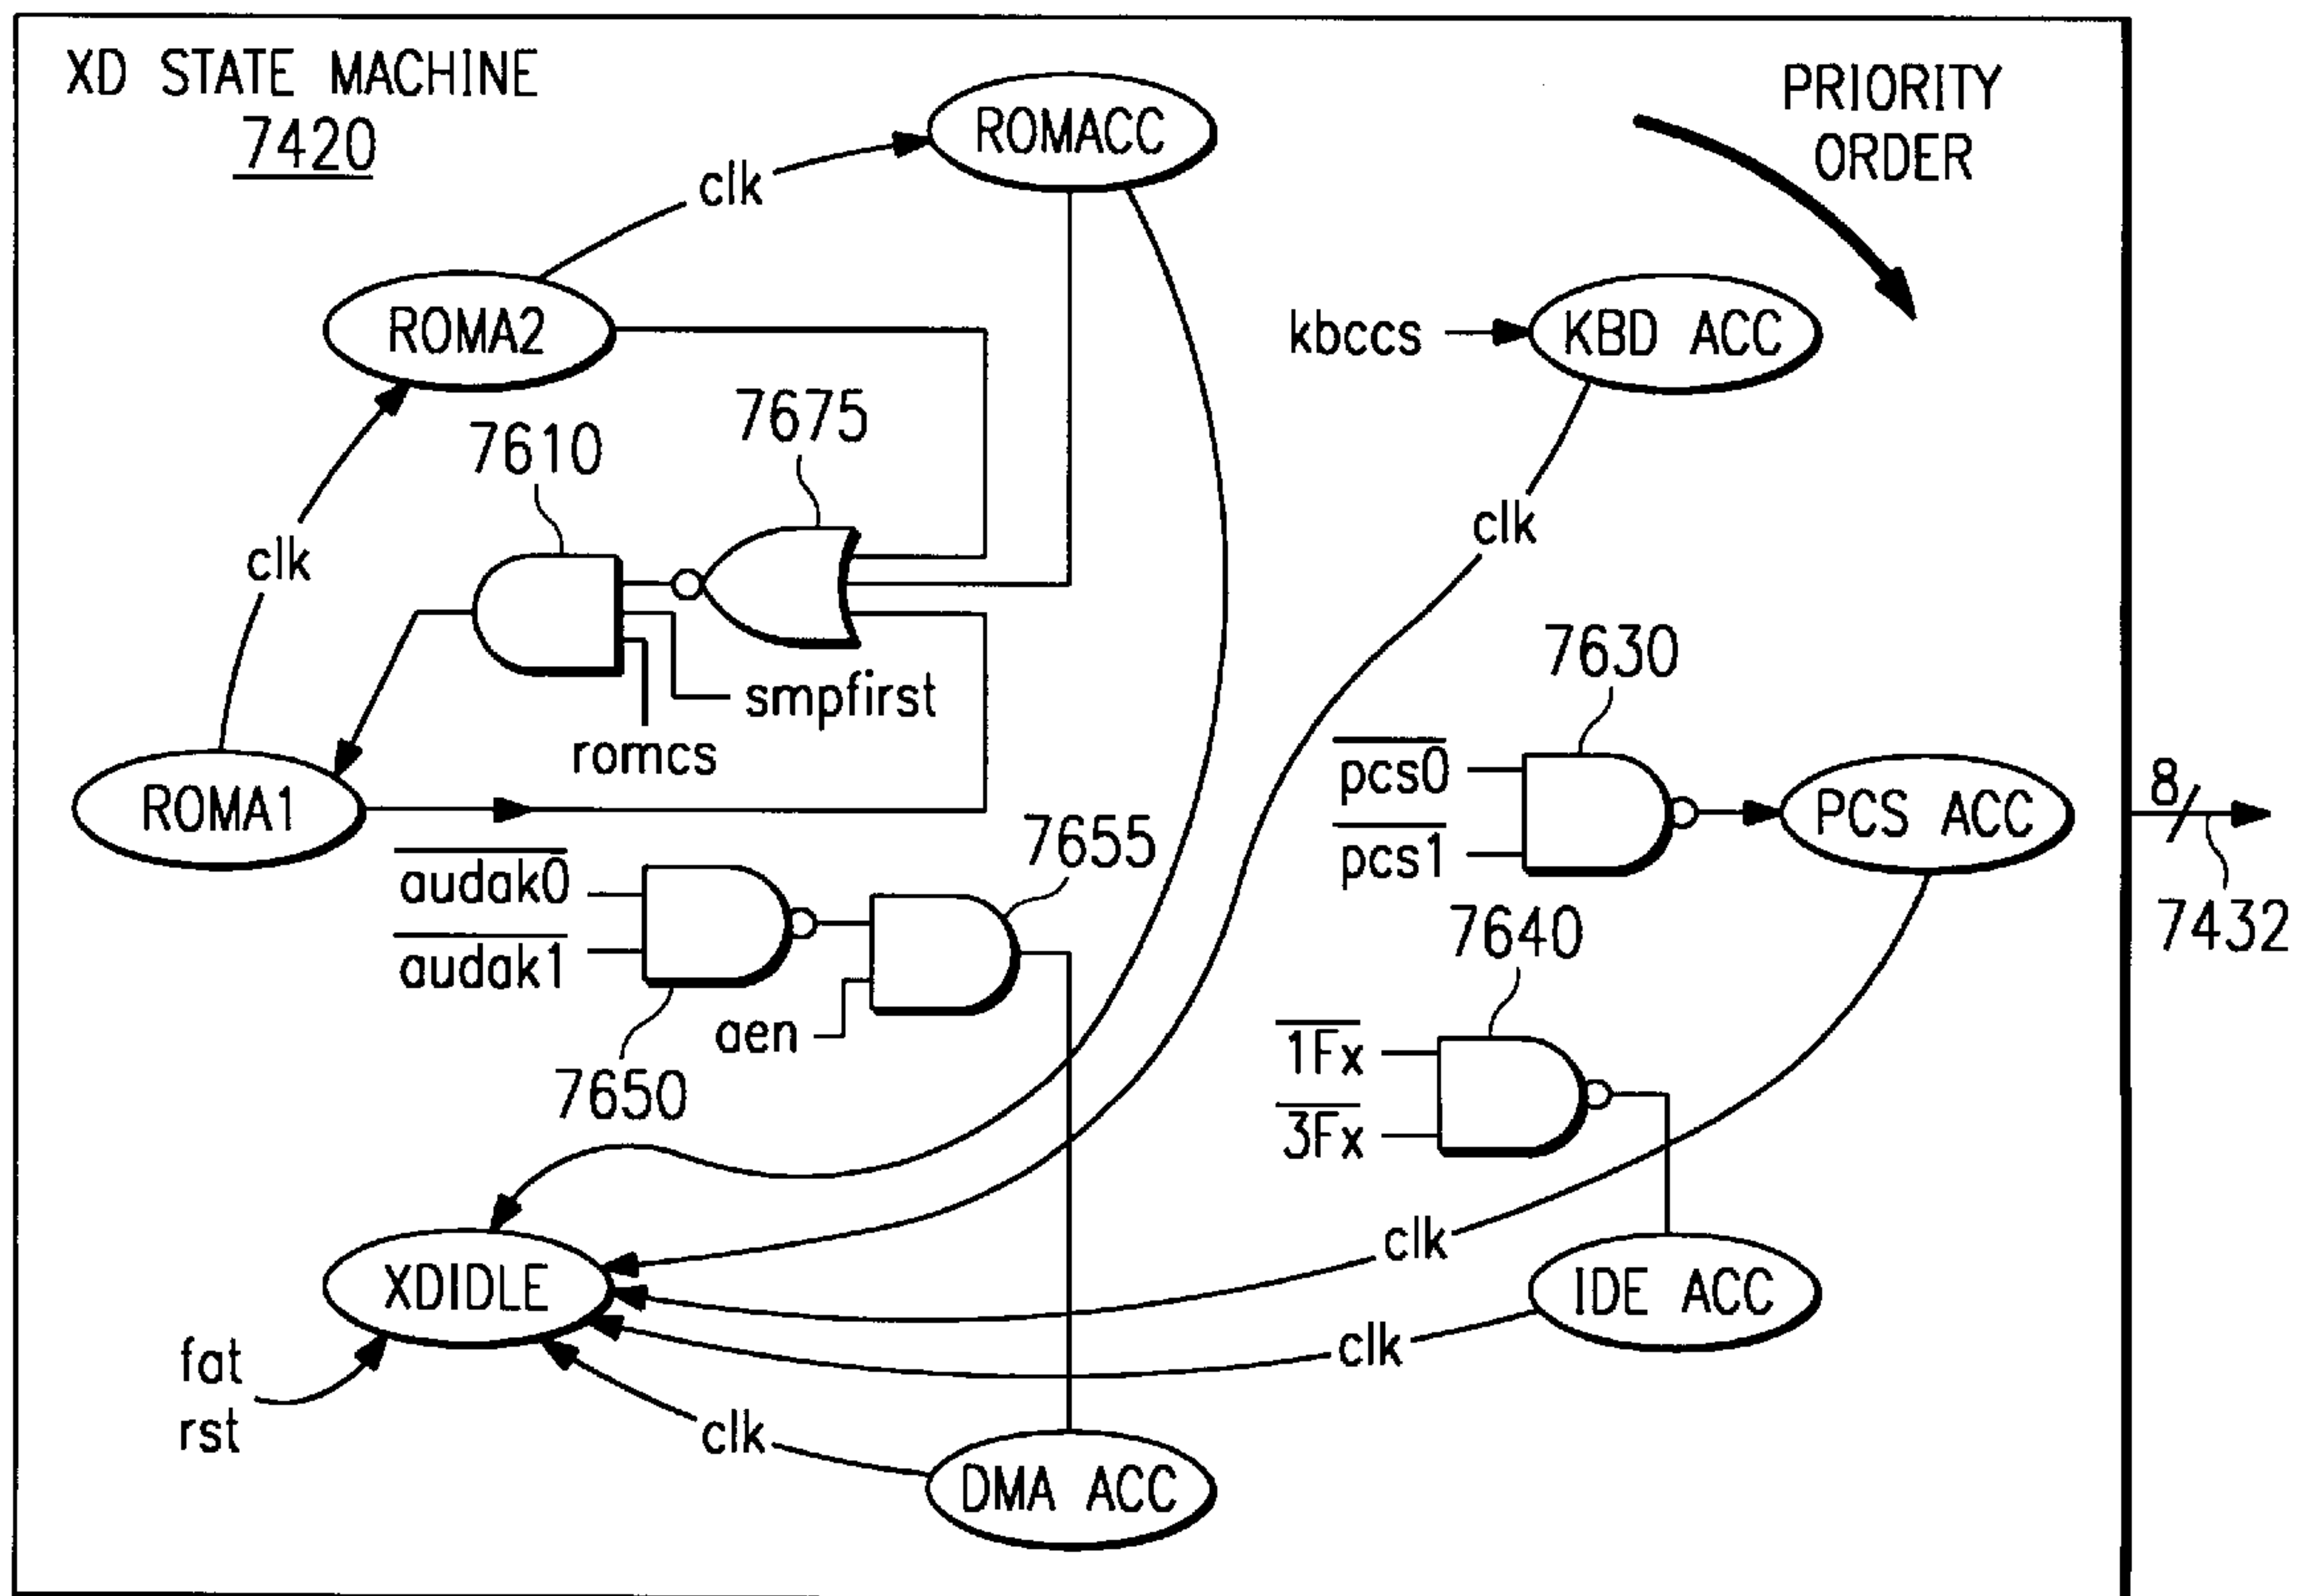 XD STATE MACHINE
7420
ROMACC
PRIORITY
ORDER
clk
ROMA2
kbccs
KBD ACC
7610
7675
clk
clk
smpfirst
romcs
7630
pcs0
pcs1
PCS ACC
8
7432
ROMA1
audak0
audak1
7655
aen
7650
7640
1Fx
3Fx
clk
XDIDLE
IDE ACC
clk
fat
rst
clk
DMA ACC